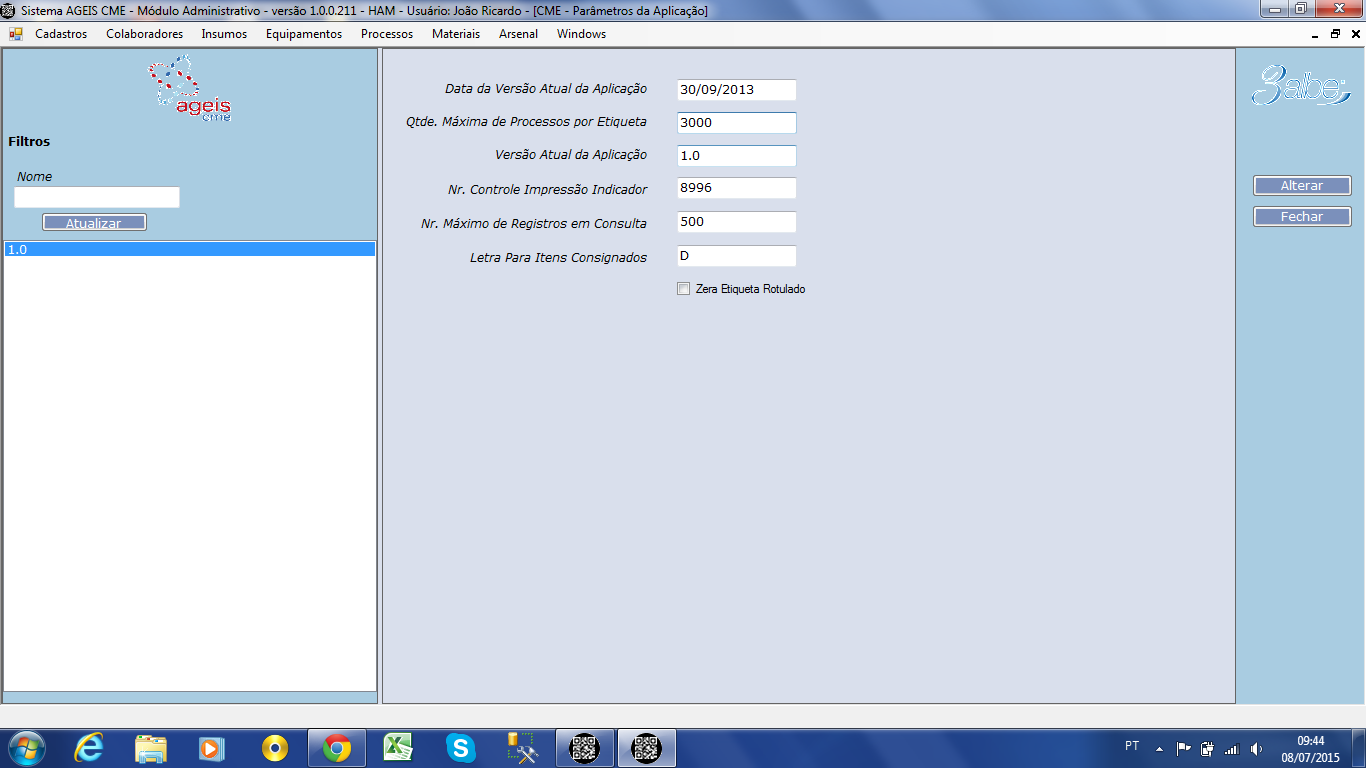 Sistema AGEIS CME - Módulo Administrativo - versão 1.0.0.211 - HAM - Usuário: João Ricardo - [CME - Parâmetros da Aplicação]
Cadastros Colaboradores Insumos Equipamentos Processos Materiais Arsenal Windows
ageis
cme
Filtros
Nome
Atualizar
1.0
Data da Versão Atual da Aplicação 30/09/2013
Qtde. Máxima de Processos por Etiqueta 3000
Versão Atual da Aplicação 1.0
Nr. Controle Impressão Indicador 8996
Nr. Máximo de Registros em Consulta 500
Letra Para Itens Consignados D
Zera Etiqueta Rotulado
Alterar
Fechar
PT
09:44
08/07/2015